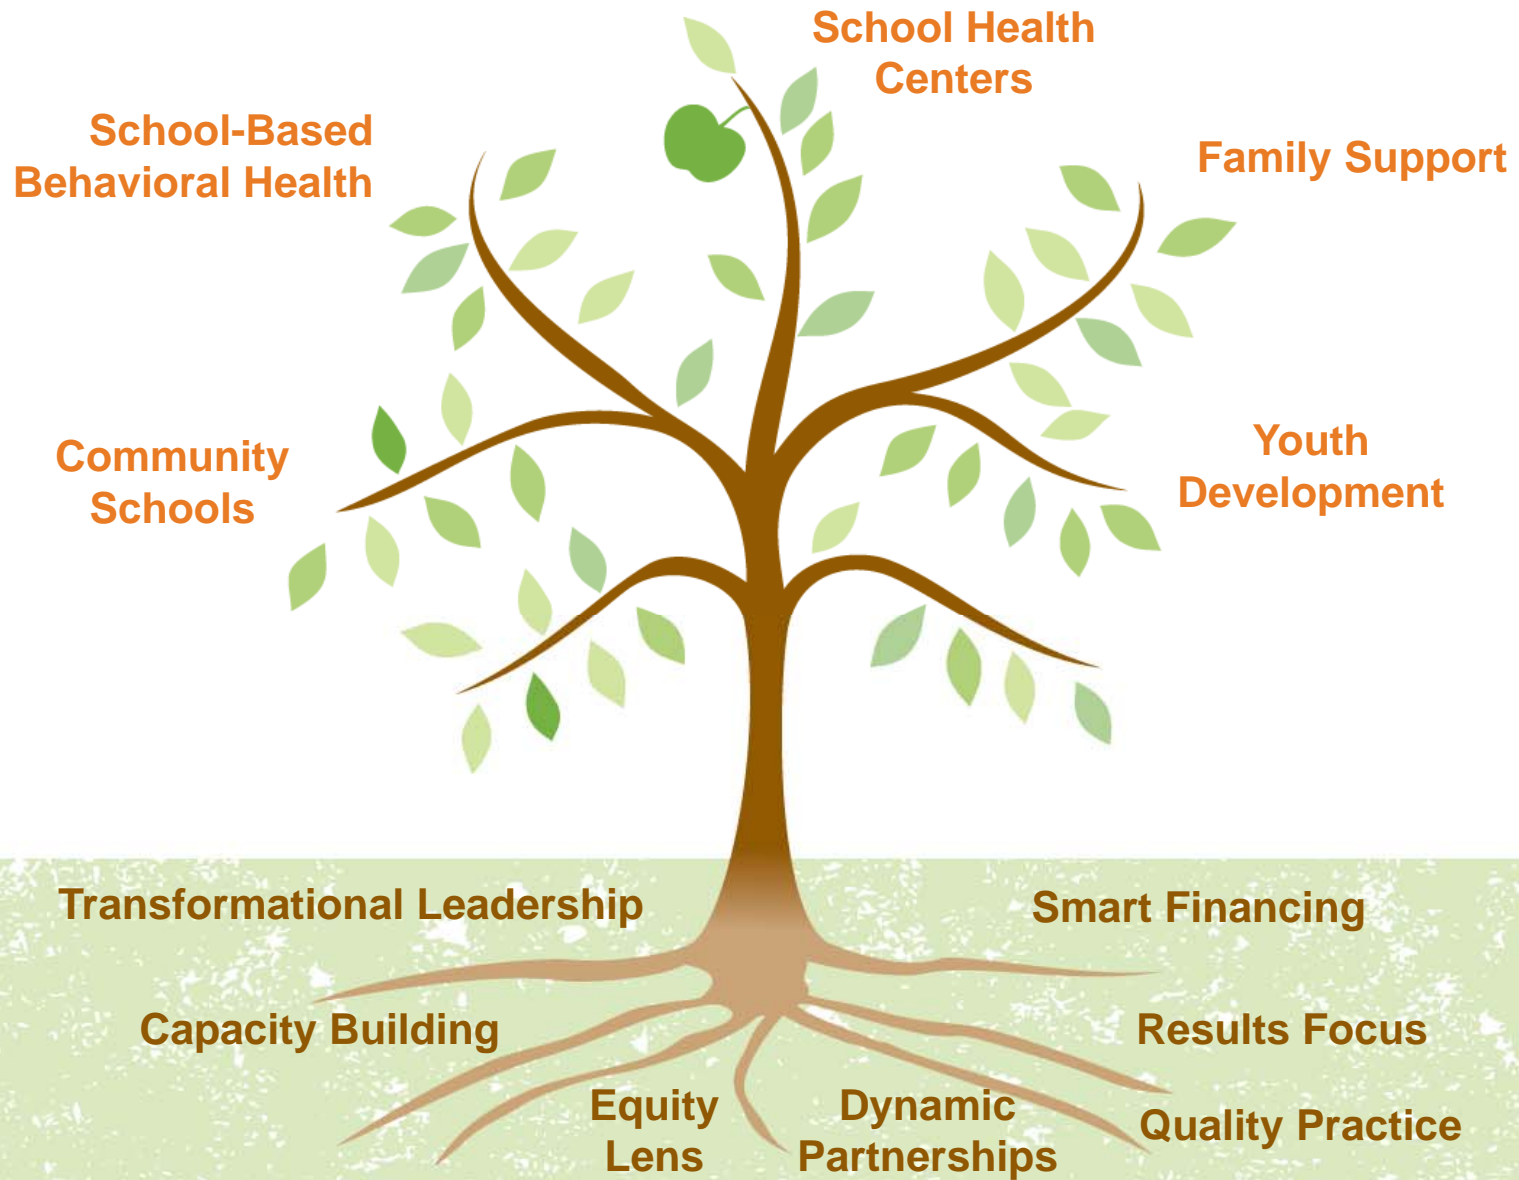 School Health
Centers
School-Based
Behavioral Health
Family Support
Community
Schools
Youth
Development
Transformational Leadership
Smart Financing
Capacity Building
Results Focus
Equity
Lens
Dynamic
Partnerships
Quality Practice